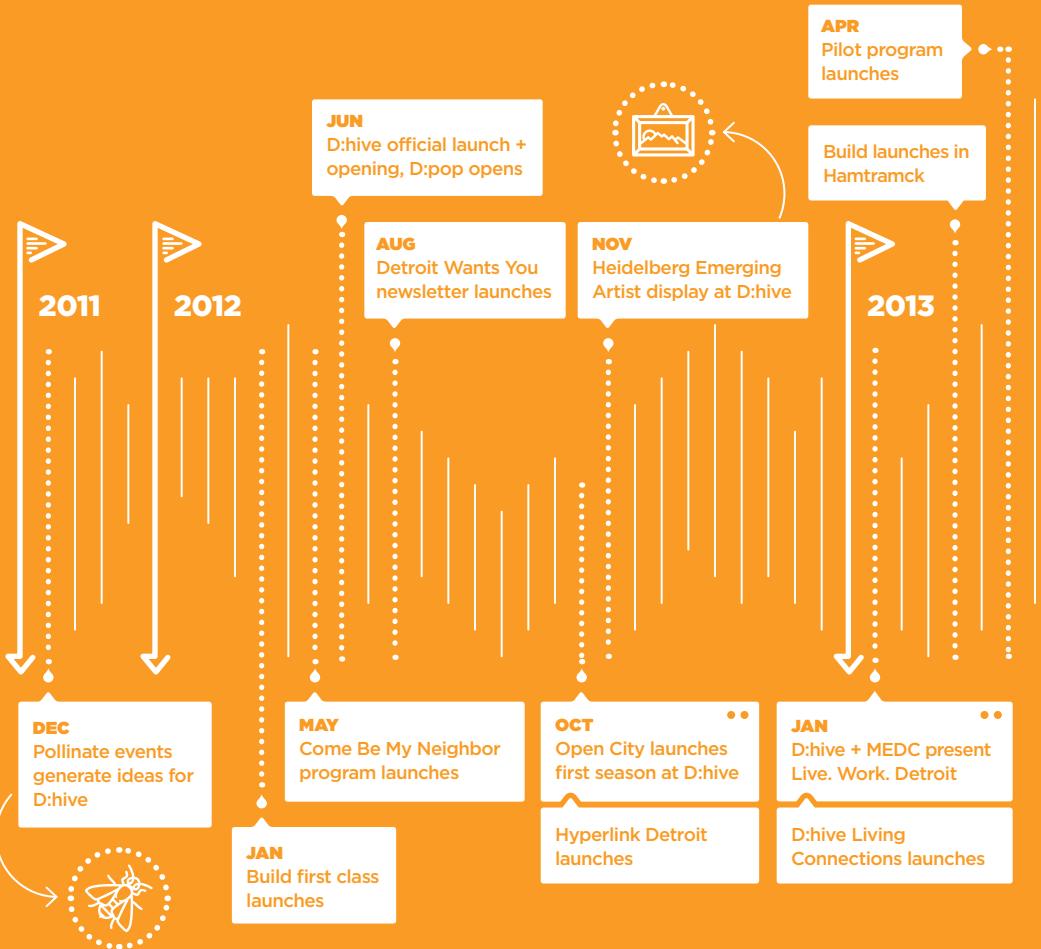 2011
DEC
Pollinate events
generate ideas for
D:hive
2012
JAN
Build first class
launches
MAY
Come Be My Neighbor
program launches
JUN
D:hive official launch +
opening, D:pop opens
AUG
Detroit Wants You
newsletter launches
OCT
Open City launches
first season at D:hive
Hyperlink Detroit
launches
NOV
Heidelberg Emerging
Artist display at D:hive
2013
JAN
D:hive + MEDC present
Live. Work. Detroit
D:hive Living
Connections launches
Build launches in
Hamtramck
APR
Pilot program
launches